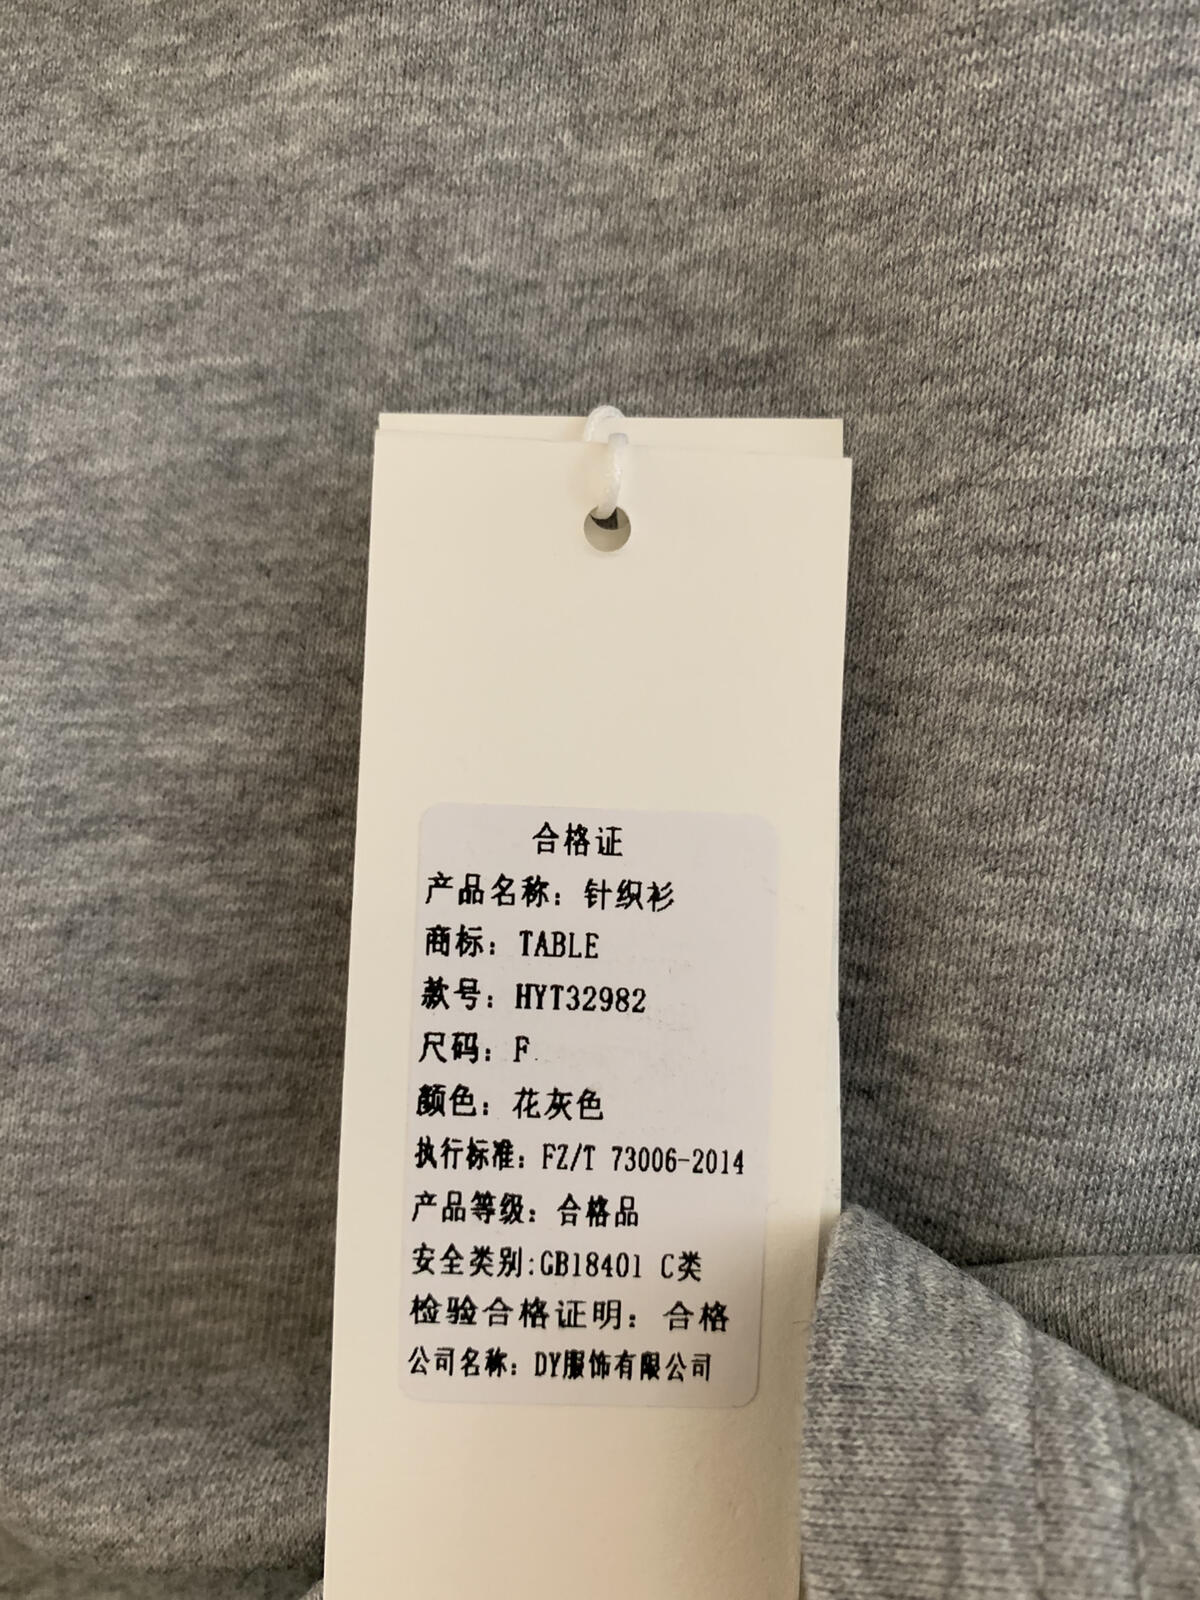 合格证
产品名称：针织衫
商标：TABLE
款号：HYT32982
尺码：F
颜色：花灰色
执行标准：FZ/T 73006-2014
产品等级：合格品
安全类别:GB18401 C类
检验合格证明：合格
公司名称：DY服饰有限公司